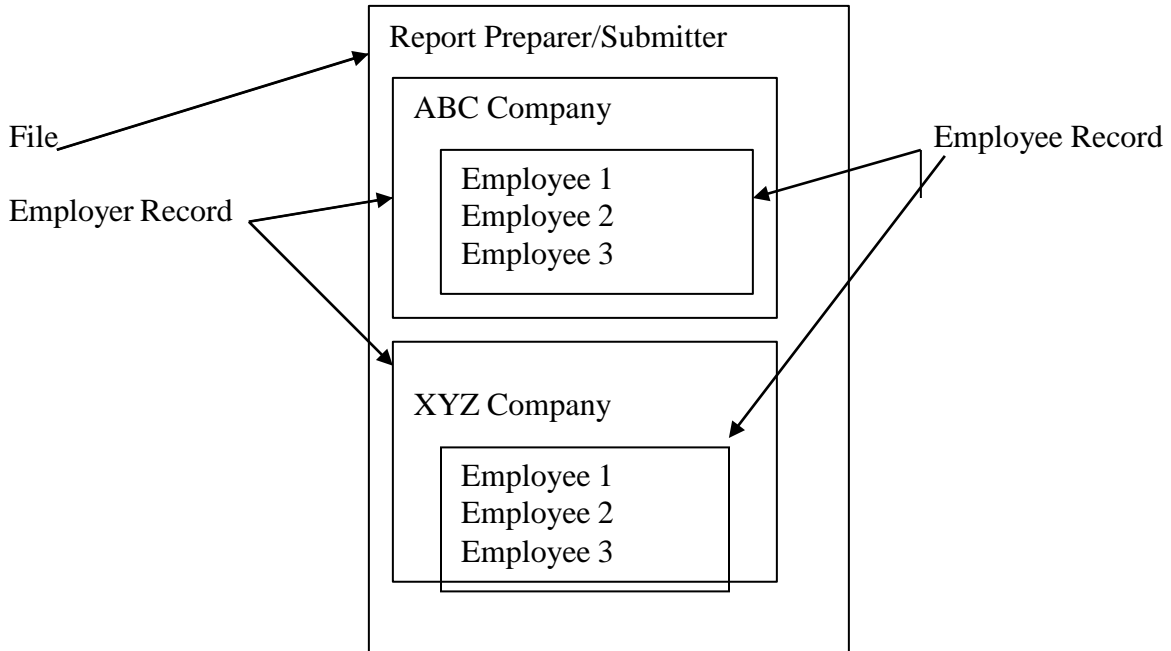 Report Preparer/Submitter
ABC Company
File
Employee Record
Employee 1
Employer Record
Employee 2
Employee 3
XYZ Company
Employee 1
Employee 2
Employee 3